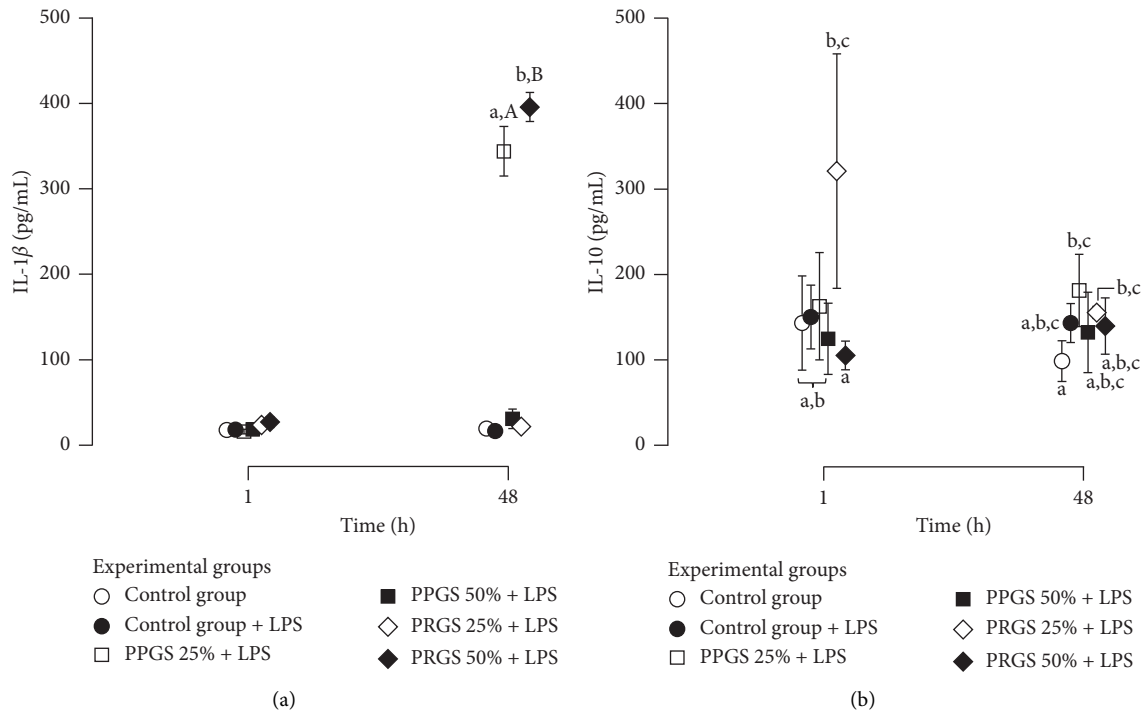 500
400
300
200
100
0
IL-1β (pg/mL)
a,A
b,B
1
48
Time (h)
Experimental groups
Control group
Control group + LPS
PPGS 25% + LPS
PPGS 50% + LPS
PRGS 25% + LPS
PRGS 50% + LPS
(a)
500
400
300
200
100
0
IL-10 (pg/mL)
b,c
a,b
a
b,c
b,c
a,b,c
a,b,c
a,b,c
a
1
48
Time (h)
Experimental groups
Control group
Control group + LPS
PPGS 25% + LPS
PPGS 50% + LPS
PRGS 25% + LPS
PRGS 50% + LPS
(b)